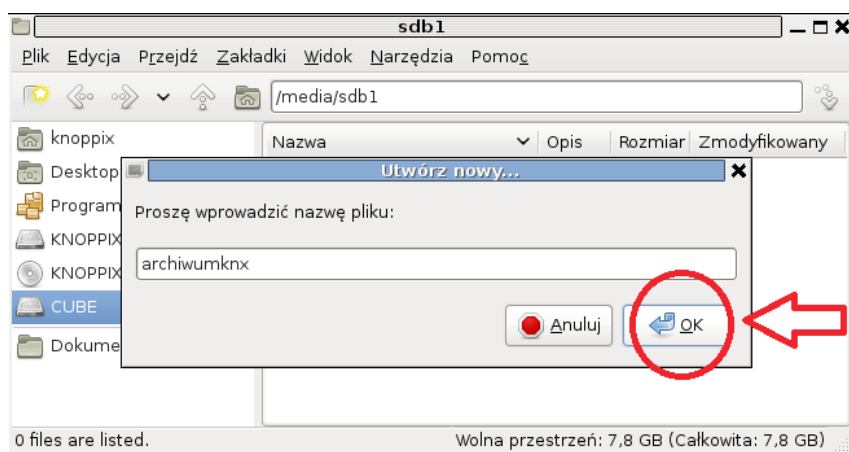 sdb1
Plik Edycja Przejdź Zakładki Widok Narzędzia Pomoc
/media/sdb1
knoppix
Nazwa Opis Rozmiar Zmodyfikowany
Desktop
Utwórz nowy...
Program
Proszę wprowadzić nazwę pliku:
KNOPPIX
archiwumknx
KNOPPIX
CUBE
Anuluj OK
Dokume
0 files are listed. Wolna przestrzeń: 7,8 GB (Całkowita: 7,8 GB)